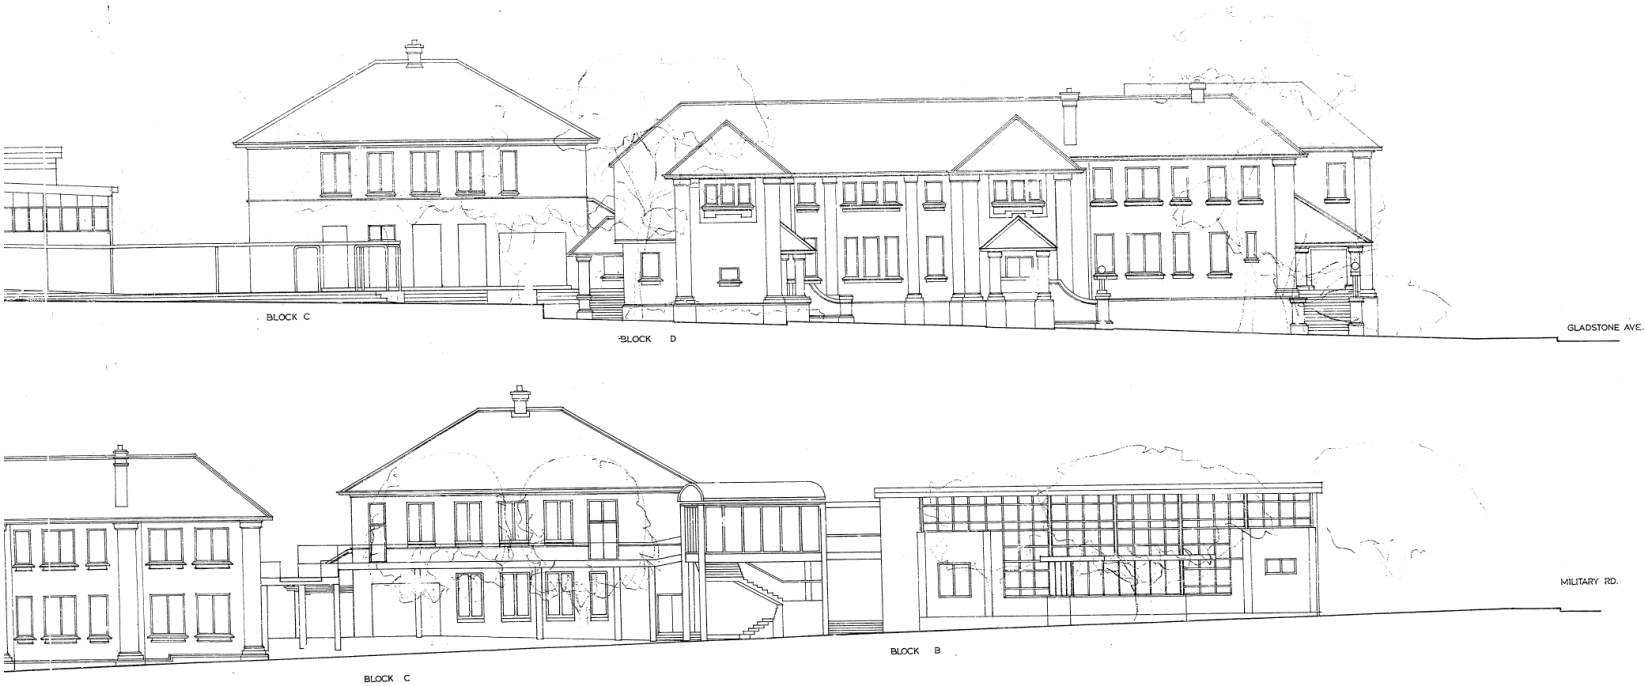 BLOCK C
BLOCK D
GLADSTONE AVE.
MILITARY RD.
BLOCK B
BLOCK C